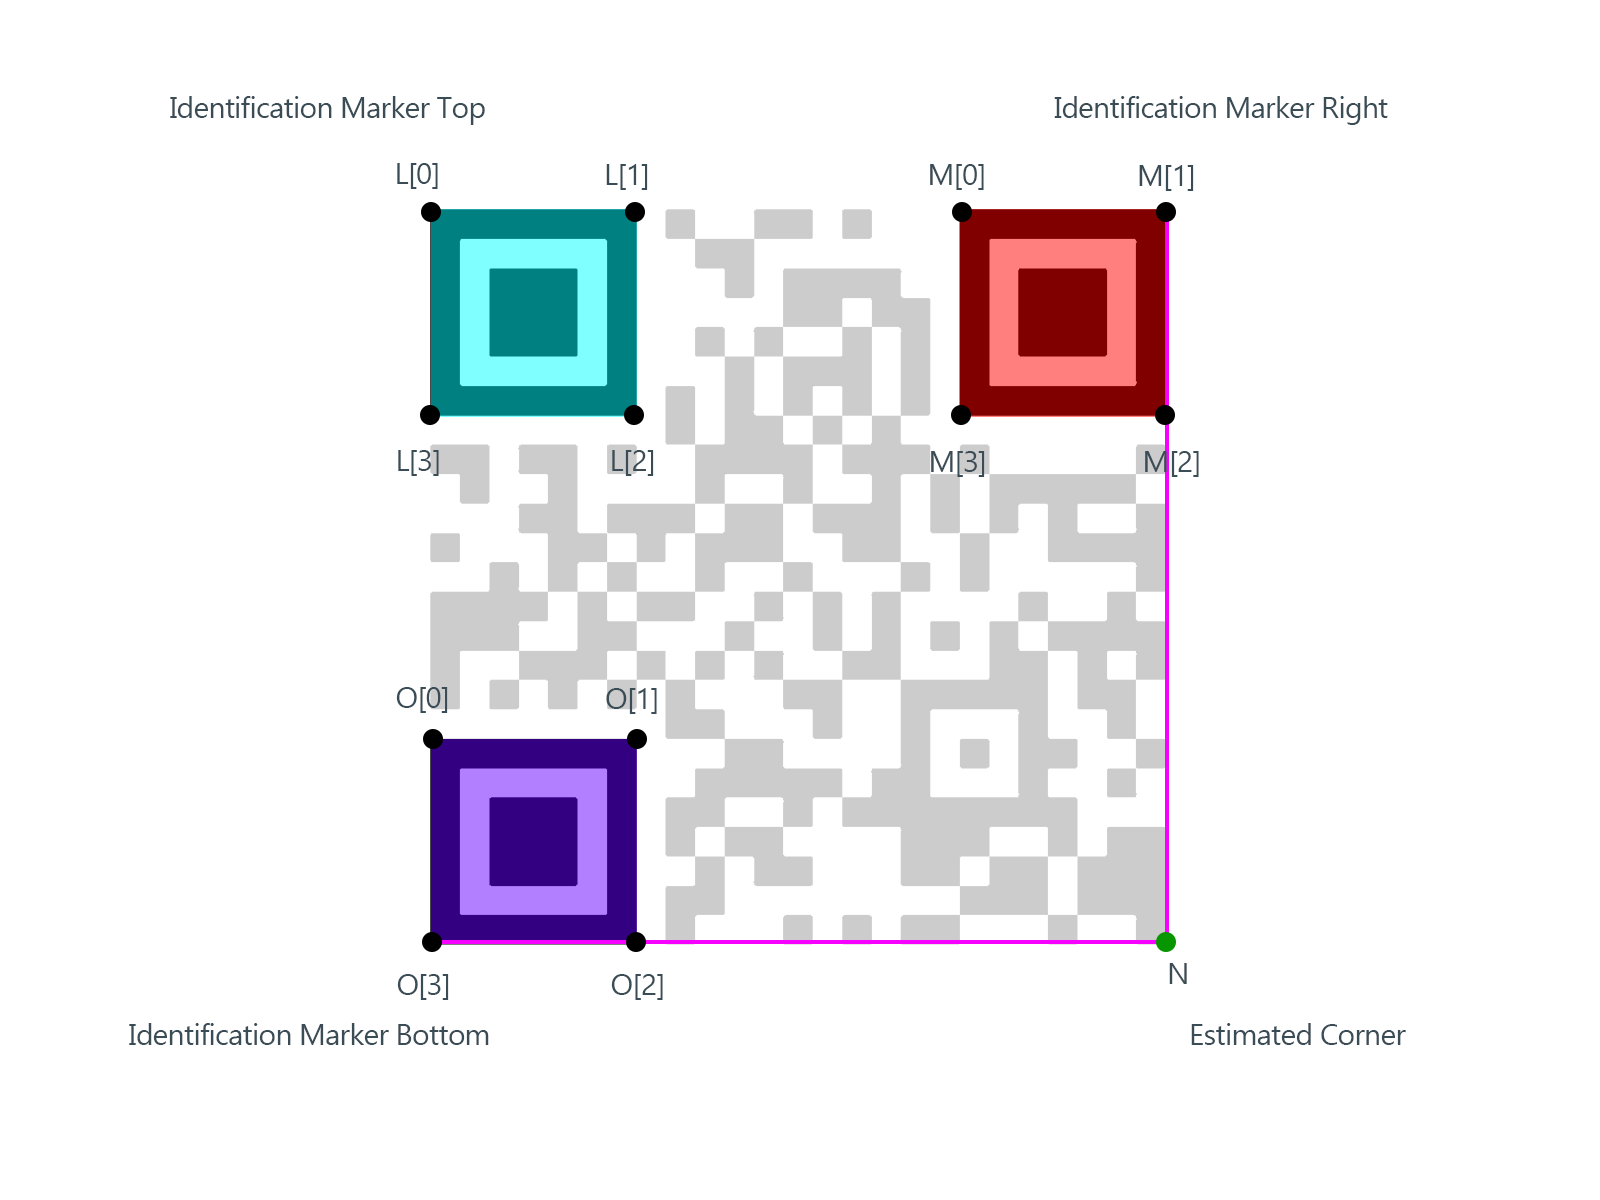 Identification Marker Top
Identification Marker Right
L[0]
L[1]
M[0]
M[1]
L[3]
L[2]
M[3]
M[2]
O[0]
O[1]
O[3]
O[2]
N
Identification Marker Bottom
Estimated Corner